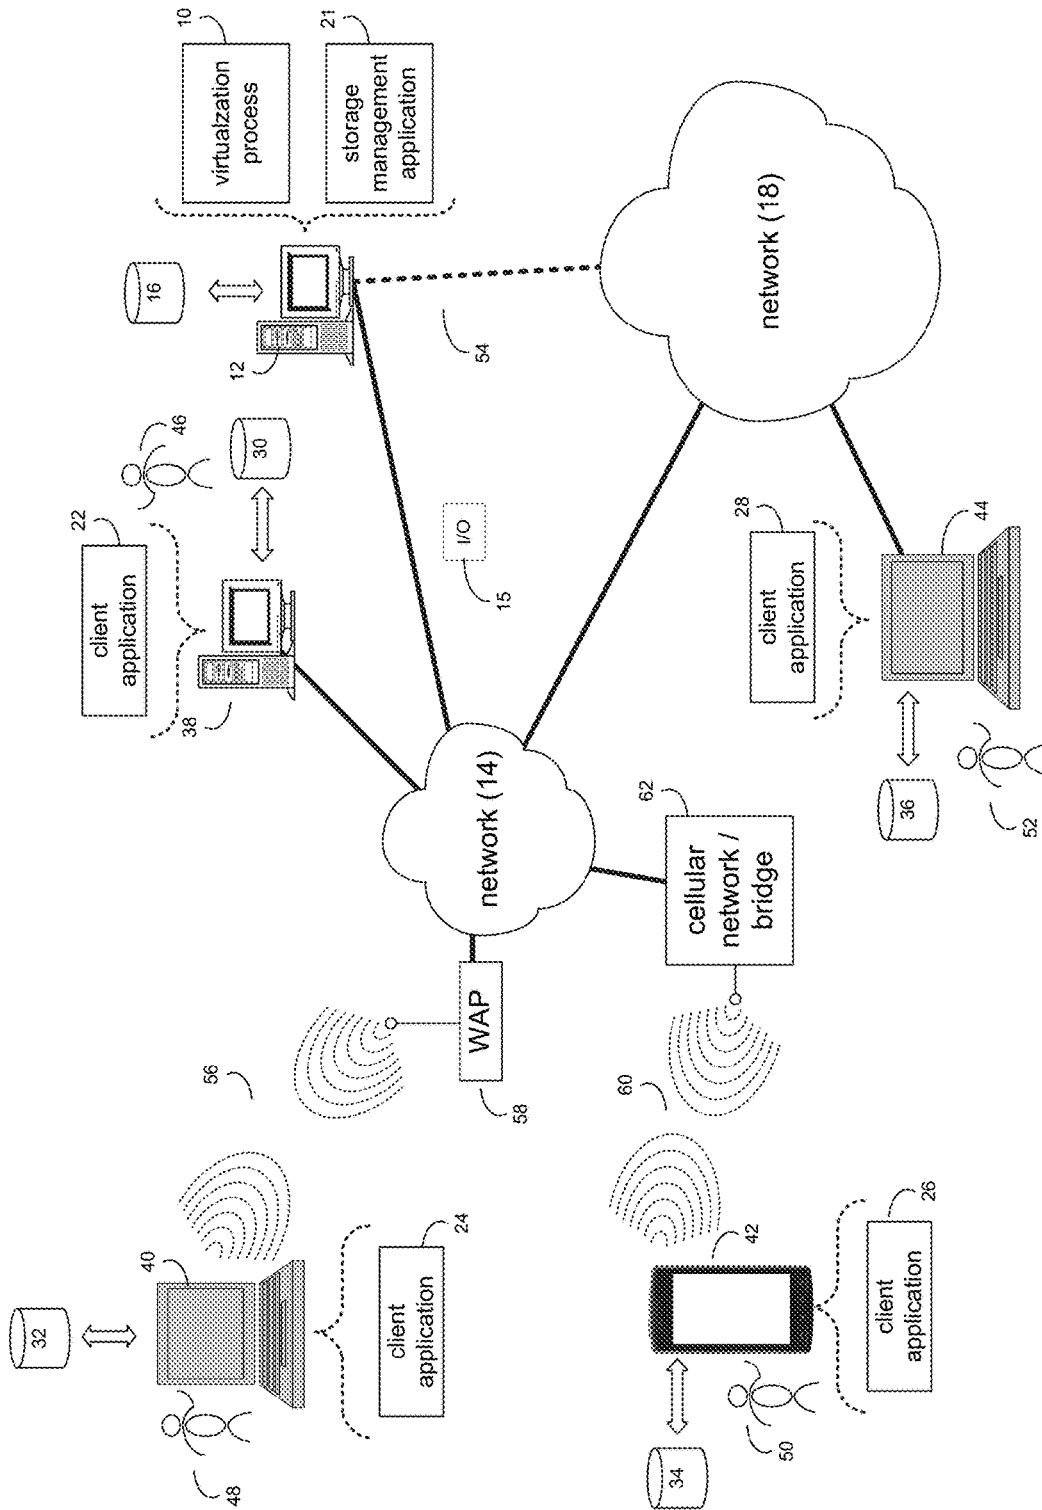 32
48
40
56
24
client
application
22
client
application
38
46
30
16
12
10
virtualzation
process
21
storage
management
application
15
I/O
54
58
WAP
network (14)
60
62
cellular
network /
bridge
34
50
42
26
client
application
28
client
application
36
52
44
network (18)